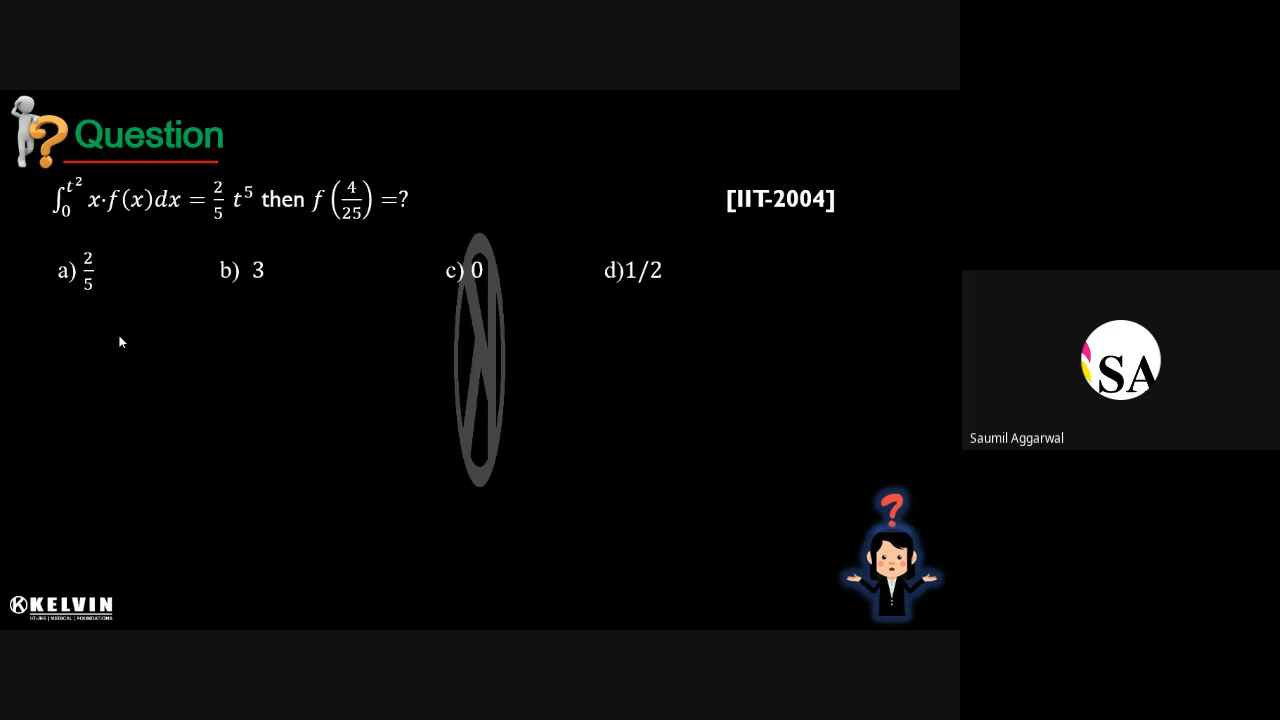 Question
∫₀^{t²} x·f(x)dx = 2/5 t⁵ then f(4/25) =? [IIT-2004]
a) 2/5 b) 3 c) 0 d)1/2
SA
Saumil Aggarwal
KELVIN
IIT-JEE | MEDICAL | FOUNDATIONS